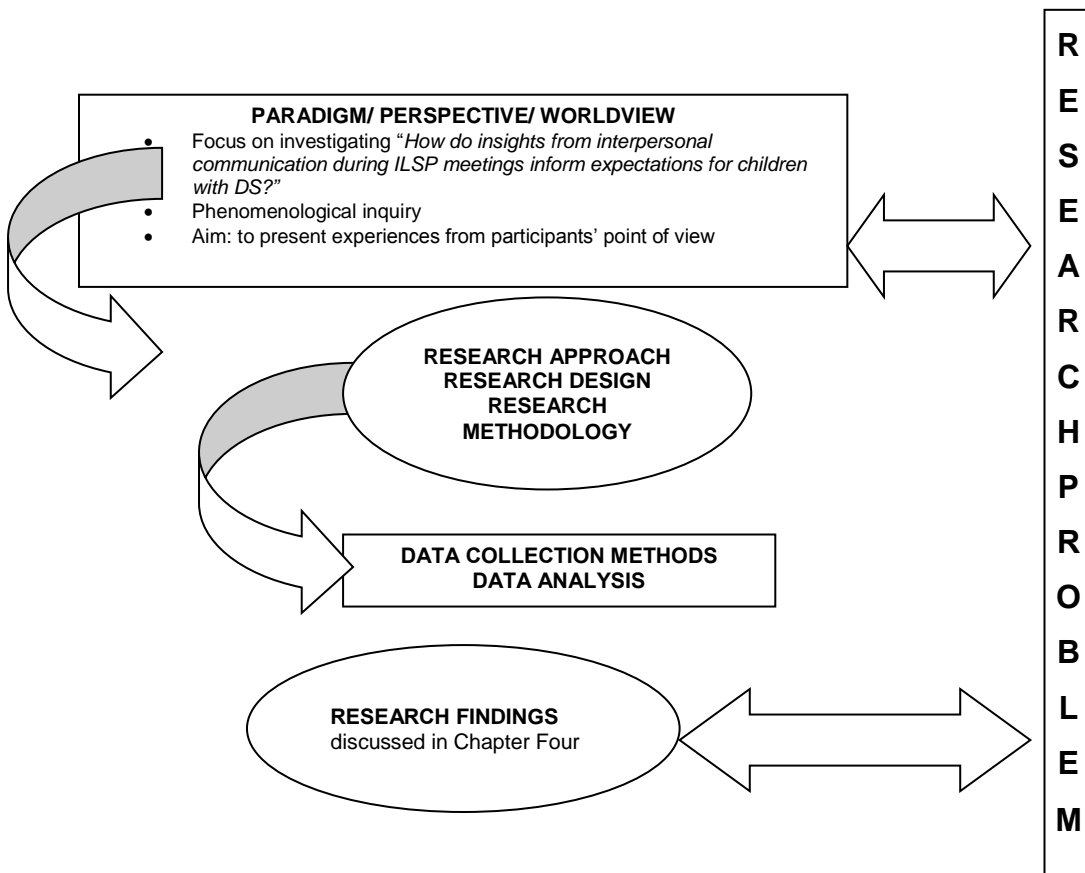 PARADIGM/ PERSPECTIVE/ WORLDVIEW
• Focus on investigating “How do insights from interpersonal
communication during ILSP meetings inform expectations for children
with DS?”
• Phenomenological inquiry
• Aim: to present experiences from participants’ point of view
RESEARCH APPROACH
RESEARCH DESIGN
RESEARCH
METHODOLOGY
DATA COLLECTION METHODS
DATA ANALYSIS
RESEARCH FINDINGS
discussed in Chapter Four
R
E
S
E
A
R
C
H
P
R
O
B
L
E
M